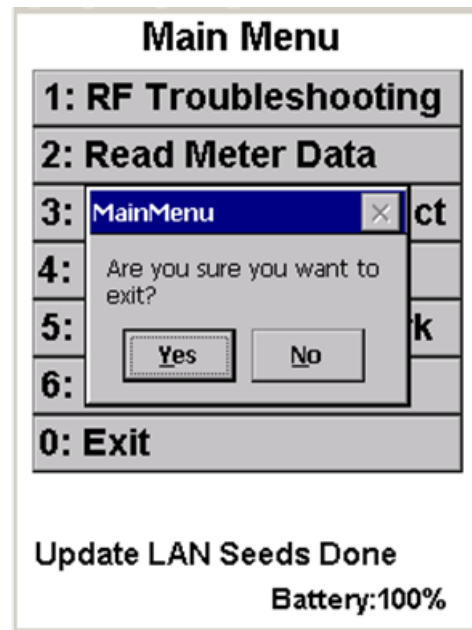 Main Menu
1: RF Troubleshooting
2: Read Meter Data
3: ct
MainMenu
4:
Are you sure you want to
exit?
5: k
Yes No
6:
0: Exit
Update LAN Seeds Done
Battery:100%